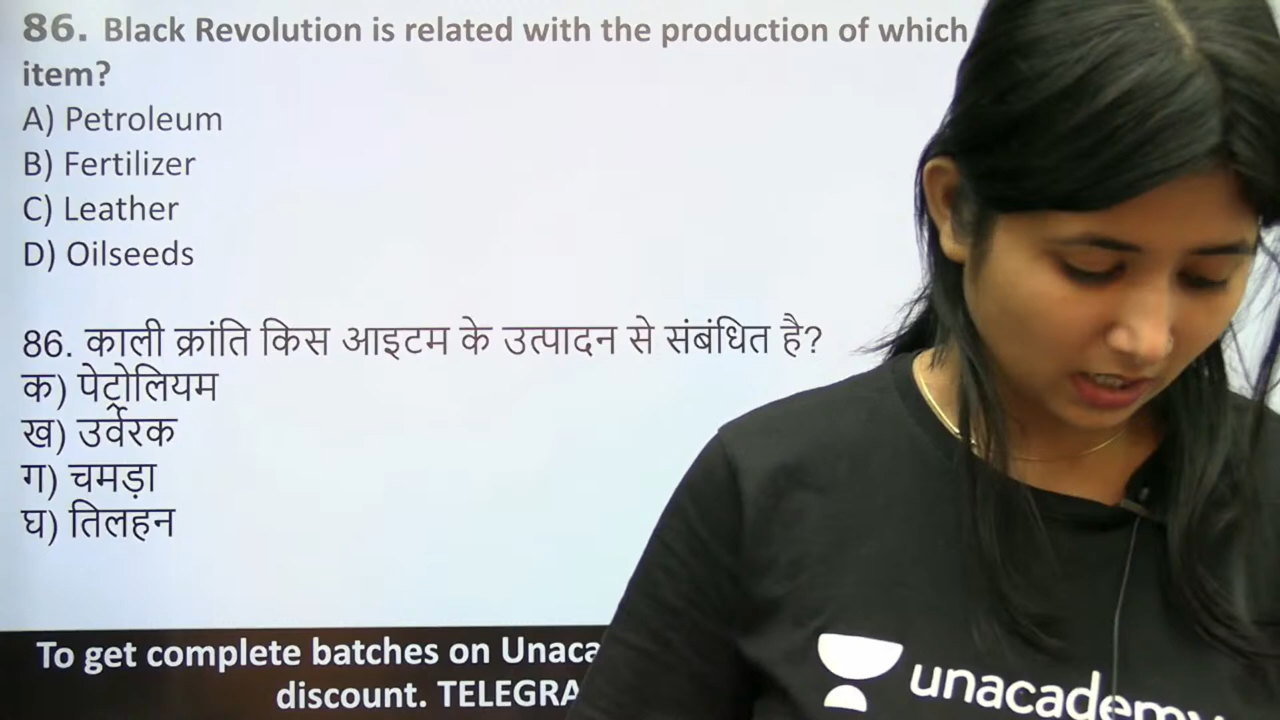 86. Black Revolution is related with the production of which
item?
A) Petroleum
B) Fertilizer
C) Leather
D) Oilseeds
86. काली क्रांति किस आइटम के उत्पादन से संबंधित है?
क) पेट्रोलियम
ख) उर्वरक
ग) चमड़ा
घ) तिलहन
To get complete batches on Unaca
discount. TELEGRA
unacademy